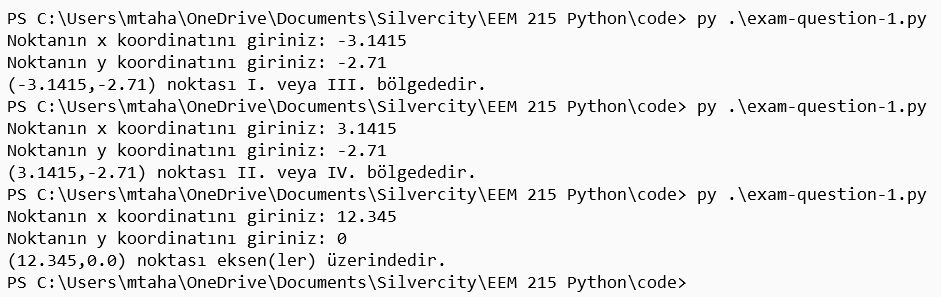 PS C:\Users\mtaha\OneDrive\Documents\Silvercity\EEM 215 Python\code> py .\exam-question-1.py
Noktanın x koordinatını giriniz: -3.1415
Noktanın y koordinatını giriniz: -2.71
(-3.1415,-2.71) noktası I. veya III. bölgededir.
PS C:\Users\mtaha\OneDrive\Documents\Silvercity\EEM 215 Python\code> py .\exam-question-1.py
Noktanın x koordinatını giriniz: 3.1415
Noktanın y koordinatını giriniz: -2.71
(3.1415,-2.71) noktası II. veya IV. bölgededir.
PS C:\Users\mtaha\OneDrive\Documents\Silvercity\EEM 215 Python\code> py .\exam-question-1.py
Noktanın x koordinatını giriniz: 12.345
Noktanın y koordinatını giriniz: 0
(12.345,0.0) noktası eksen(ler) üzerindedir.
PS C:\Users\mtaha\OneDrive\Documents\Silvercity\EEM 215 Python\code>